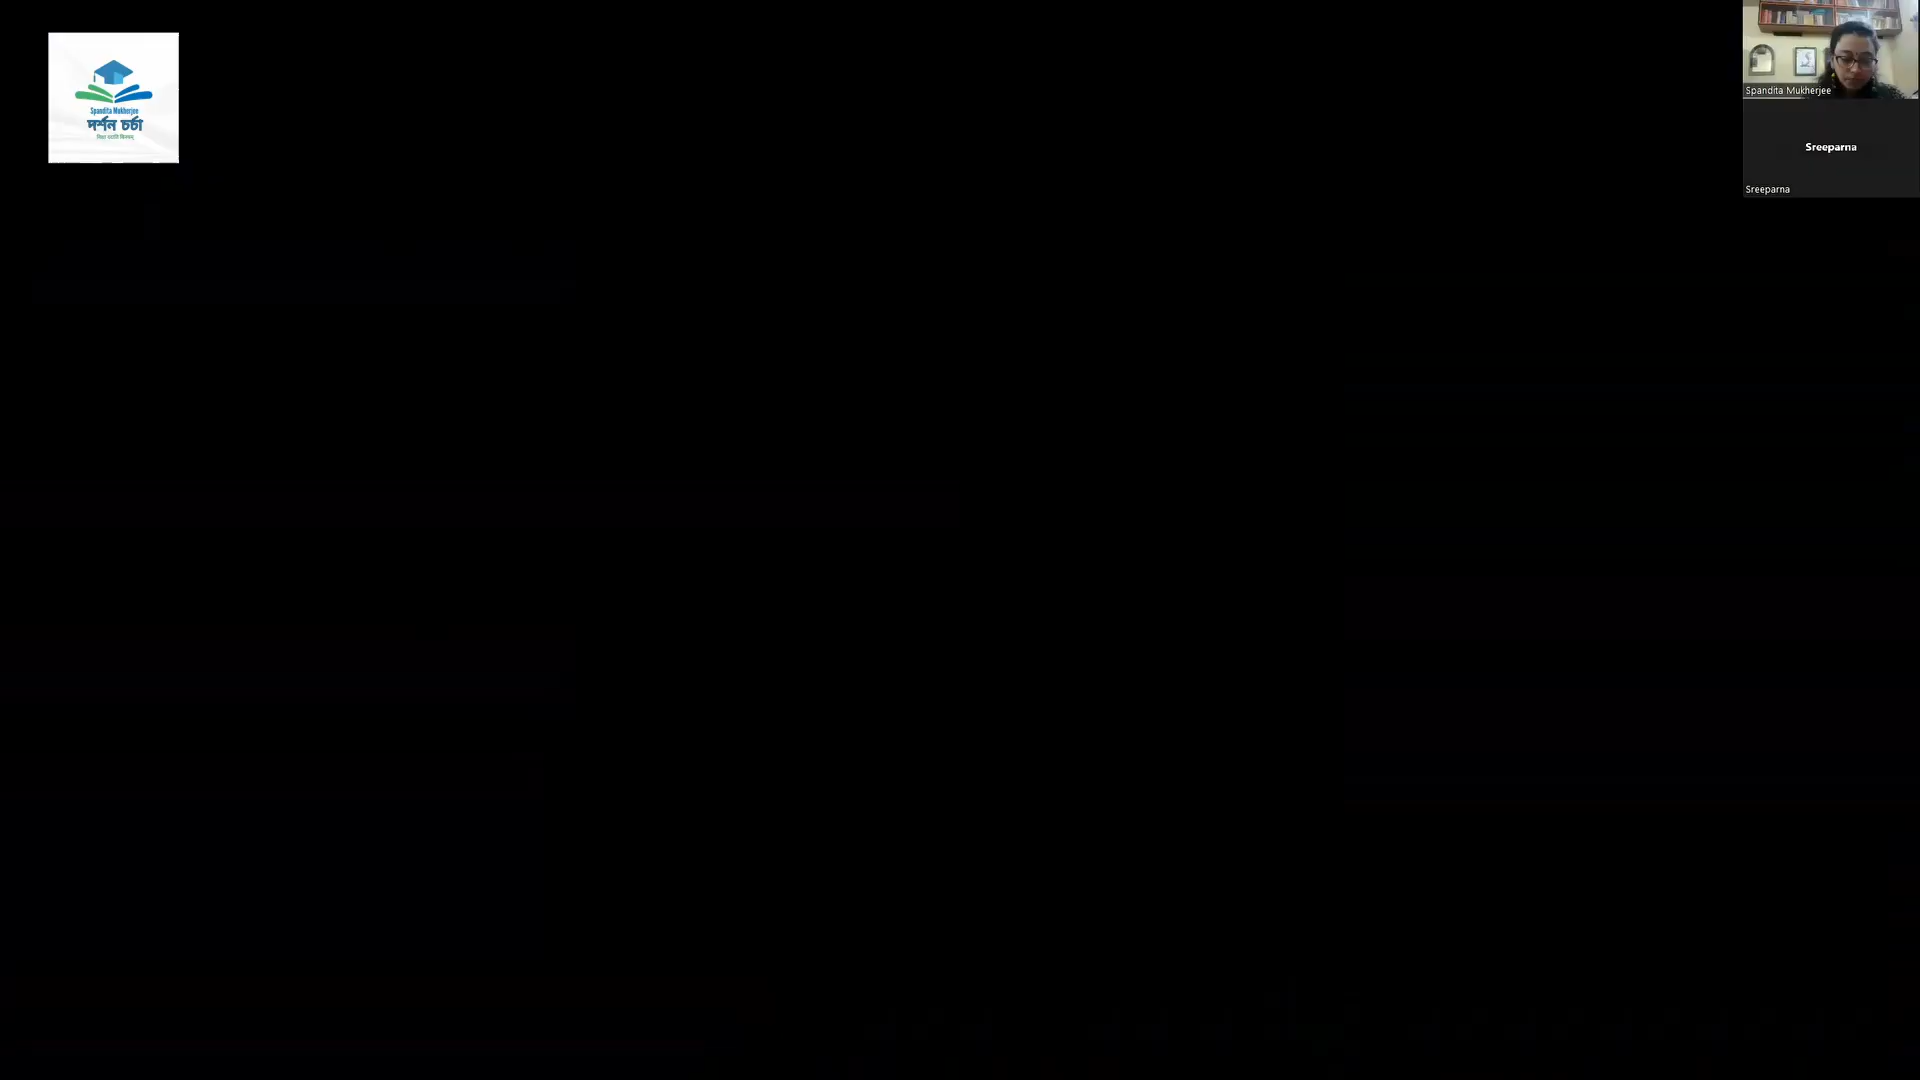 Spandita Mukherjee
দর্শন চর্চা
Spandita Mukherjee
Sreeparna
Sreeparna